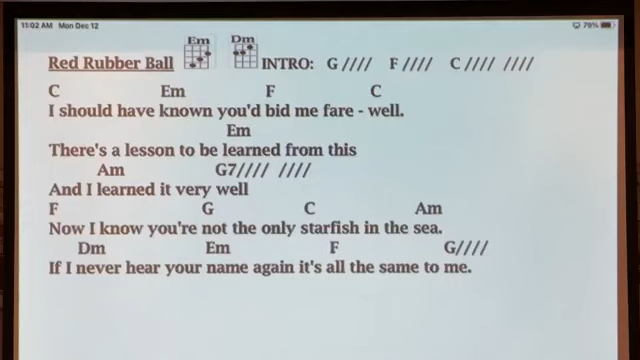 11:02 AM Mon Dec 12 79%
Em Dm
Red Rubber Ball INTRO: G //// F //// C //// ////
C Em F C
I should have known you'd bid me fare - well.
Em
There's a lesson to be learned from this
Am G7//// ////
And I learned it very well
F G C Am
Now I know you're not the only starfish in the sea.
Dm Em F G////
If I never hear your name again it's all the same to me.